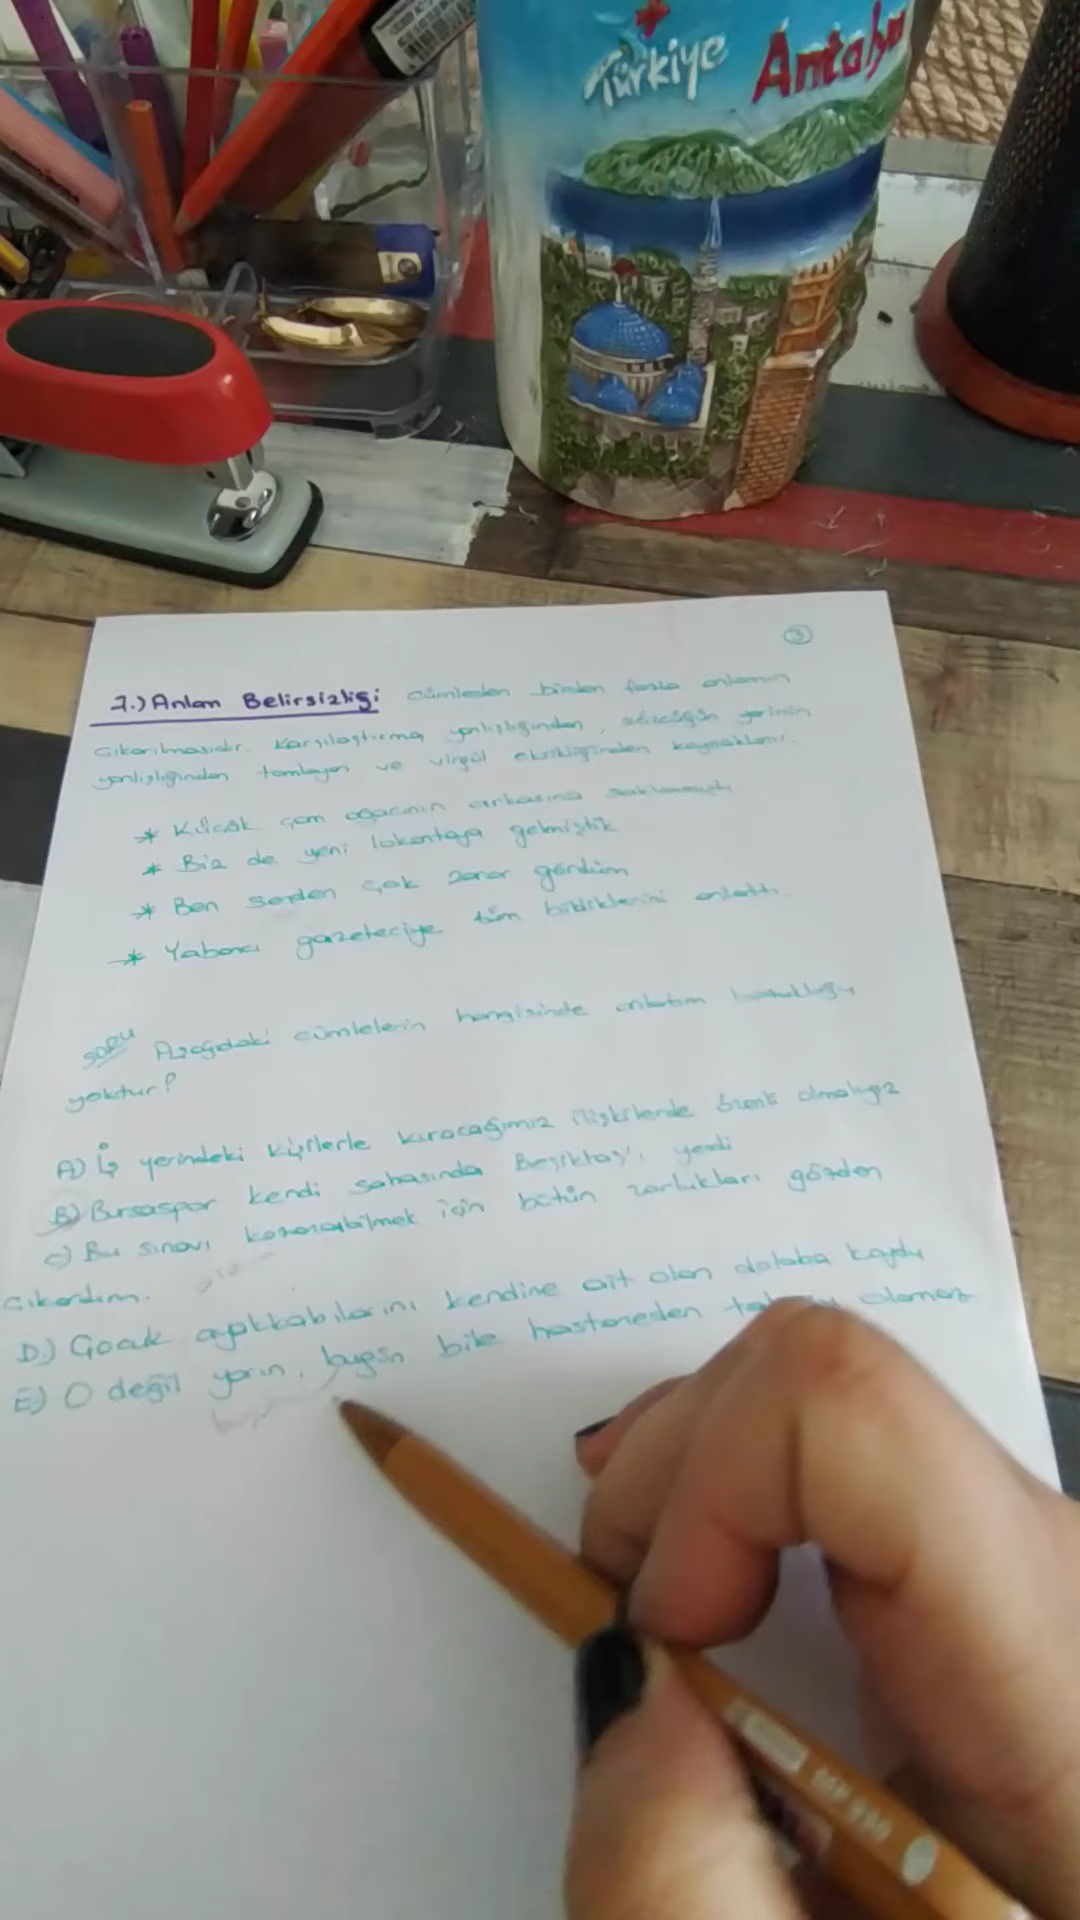 Türkiye Antalya
3
7.) Anlam Belirsizliği: cümleden birden fazla anlamın
çıkarılmasıdır. Karşılaştırma yanlışlığından, sözcüğün yerinin
yanlışlığından tamlayan ve virgül eksikliğinden kaynaklanır.
* Küçük çam ağacının arkasına saklanmıştı
* Biz de yeni lokantaya gelmiştik
* Ben senden çok zarar gördüm
* Yabancı gazeteciye tüm bildiklerini anlattı
SORU Aşağıdaki cümlelerin hangisinde anlatım bozukluğu
yoktur?
A) İş yerindeki kişilerle kuracağımız ilişkilerde özenli olmalıyız
B) Bursaspor kendi sahasında Beşiktaş'ı yendi
C) Bu sınavı kazanabilmek için bütün zorlukları gözden
çıkardım.
D.) Çocuk ayakkabılarını kendine ait olan dolaba koydu
E.) O değil yarın, bugün bile hastaneden olamaz